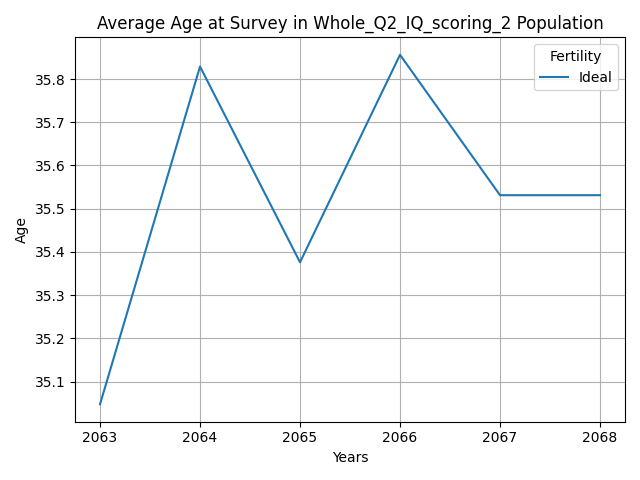 Average Age at Survey in Whole_Q2_IQ_scoring_2 Population
Fertility
Ideal
35.8
35.7
35.6
35.5
35.4
35.3
35.2
35.1
Age
2063 2064 2065 2066 2067 2068
Years